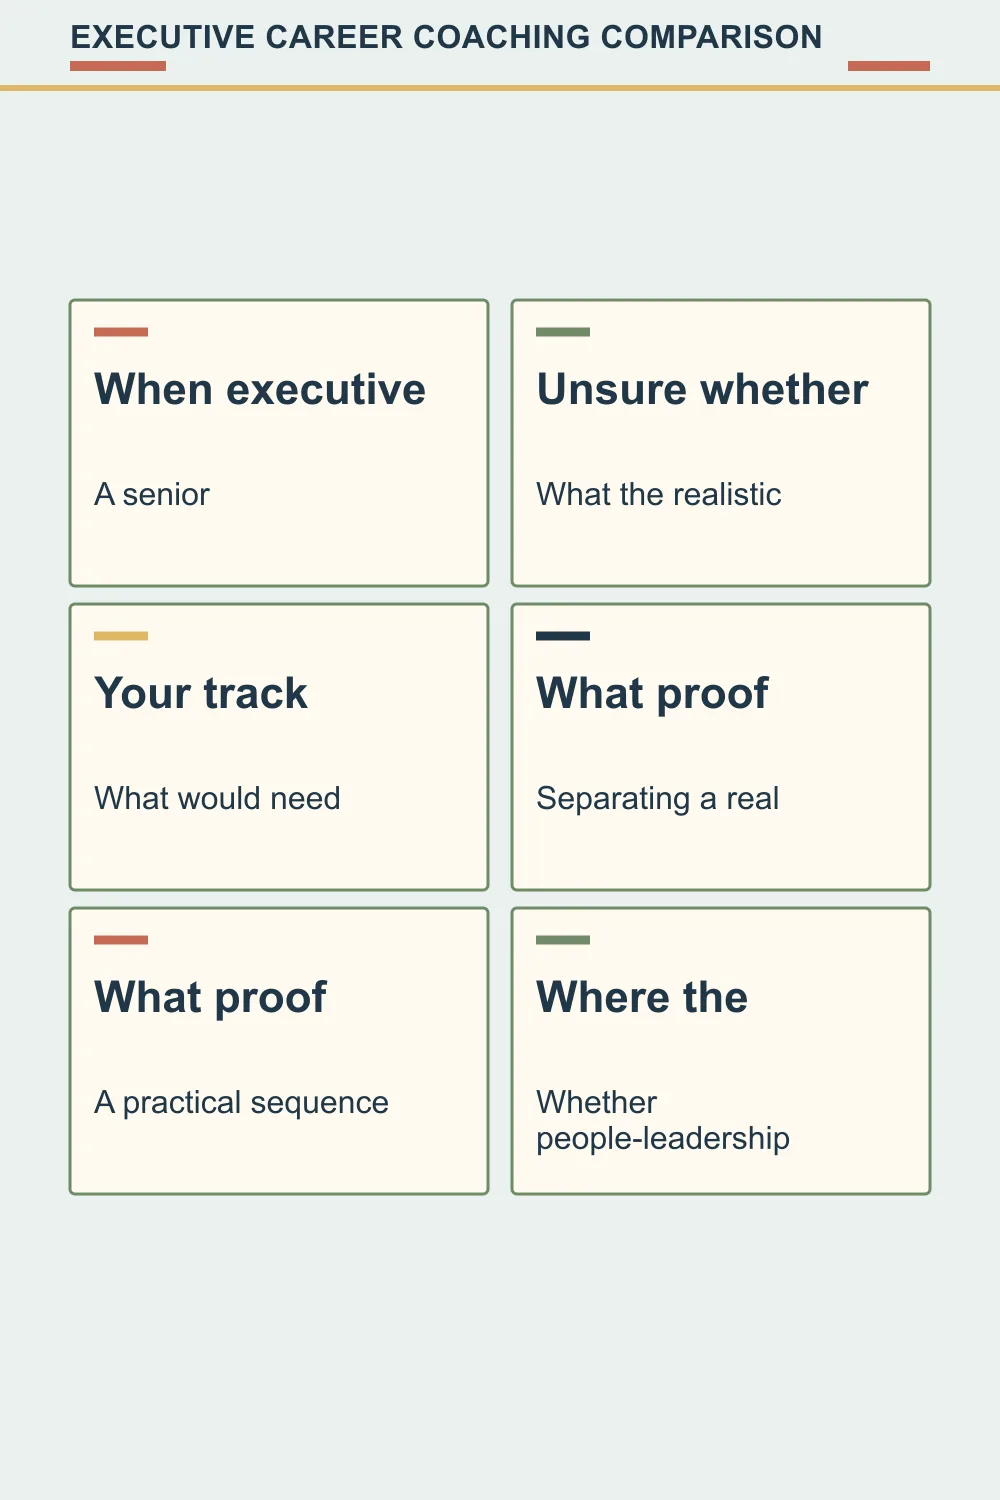 EXECUTIVE CAREER COACHING COMPARISON
When executive
A senior
Unsure whether
What the realistic
Your track
What would need
What proof
Separating a real
What proof
A practical sequence
Where the
Whether
people-leadership